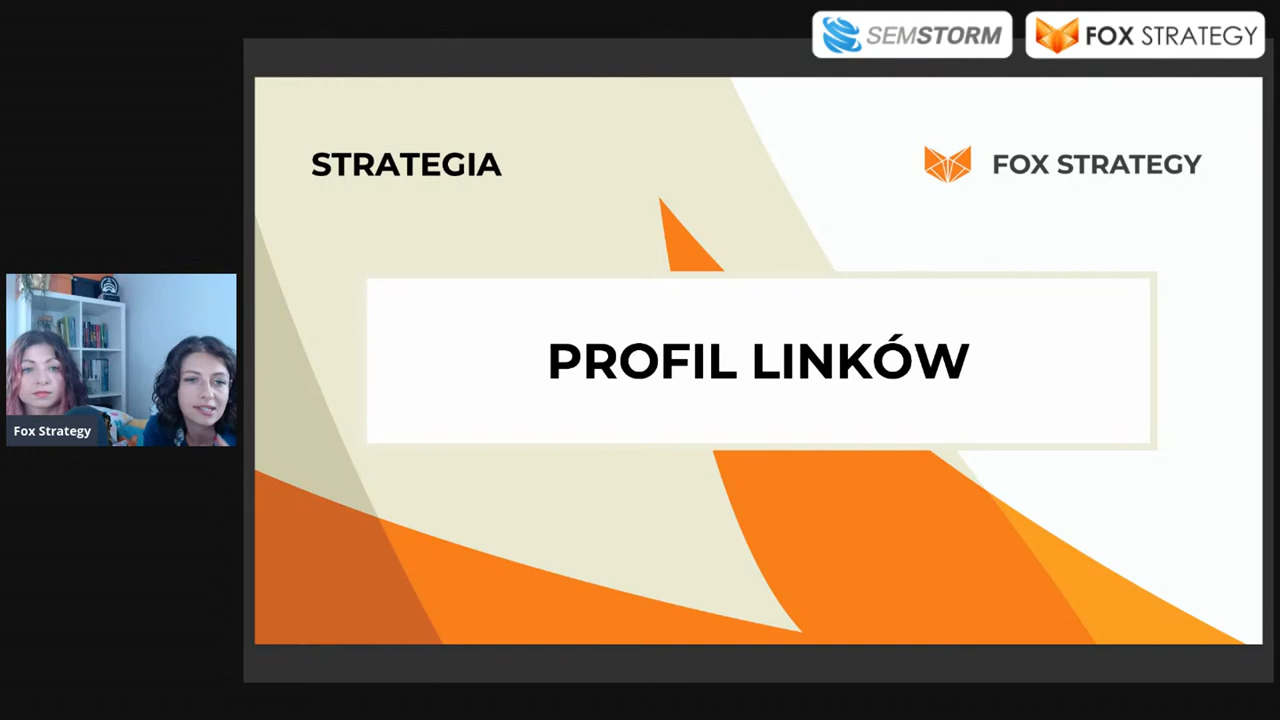 SEMSTORM
FOX STRATEGY
STRATEGIA
FOX STRATEGY
PROFIL LINKÓW
Fox Strategy